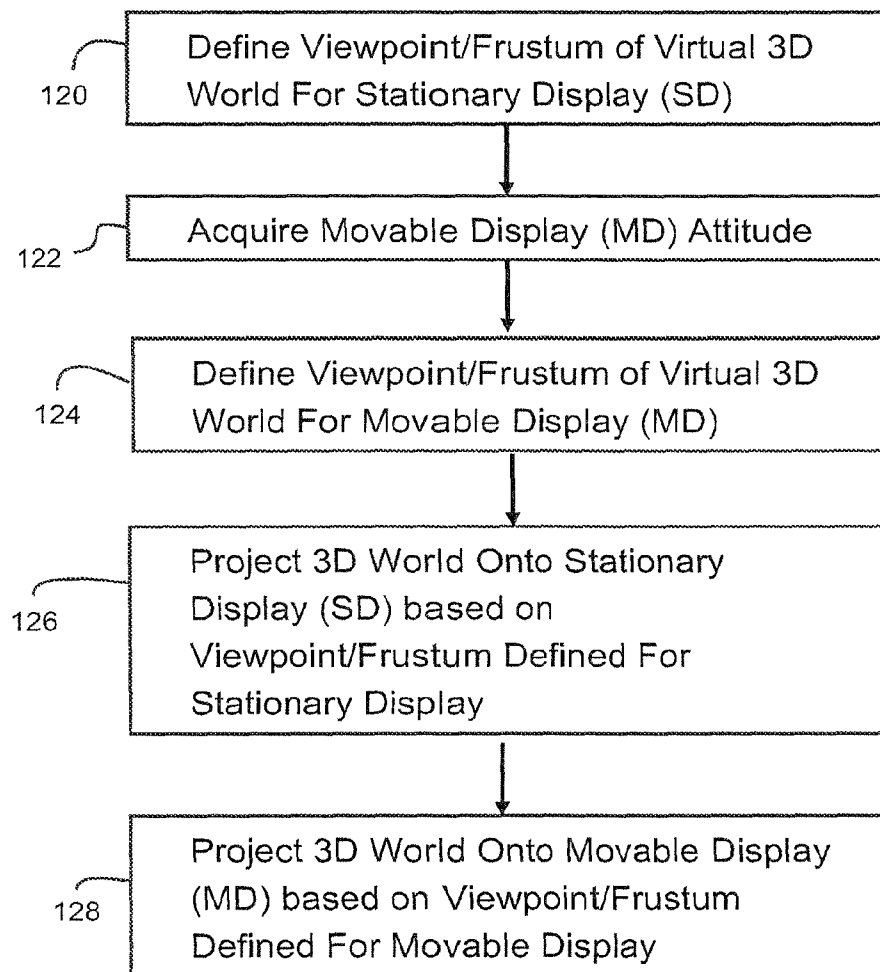 Define Viewpoint/Frustum of Virtual 3D
World For Stationary Display (SD)
120
Acquire Movable Display (MD) Attitude
122
Define Viewpoint/Frustum of Virtual 3D
World For Movable Display (MD)
124
Project 3D World Onto Stationary
Display (SD) based on
Viewpoint/Frustum Defined For
Stationary Display
126
Project 3D World Onto Movable Display
(MD) based on Viewpoint/Frustum
Defined For Movable Display
128